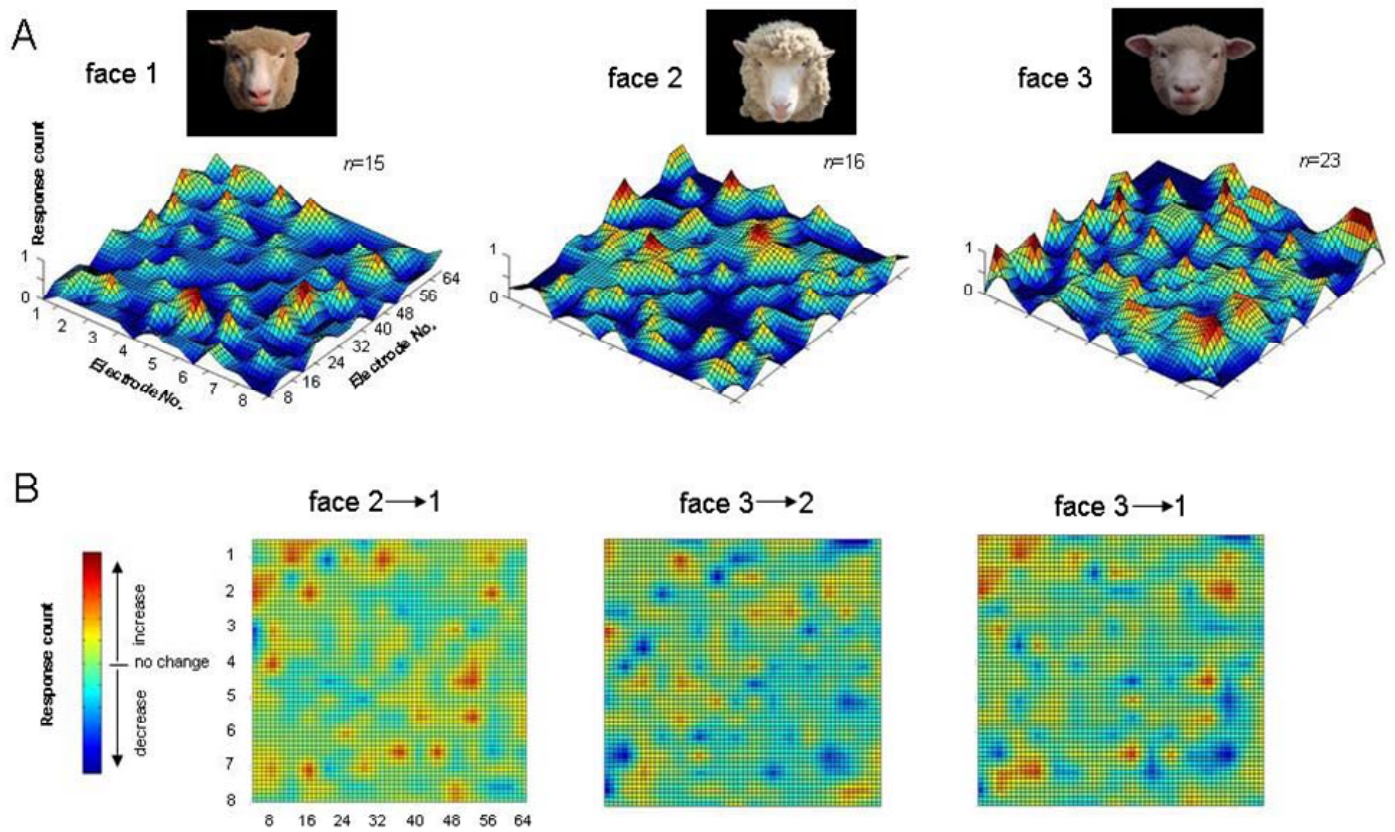 A
face 1
face 2
face 3
Response count
n=15
n=16
n=23
1
0
1
0
1
0
1
2
3
4
5
6
7
8
8
16
24
32
40
48
56
64
Electrode No.
Electrode No.
B
face 2→1
face 3→2
face 3→1
Response count
increase
no change
decrease
1
2
3
4
5
6
7
8
8 16 24 32 40 48 56 64